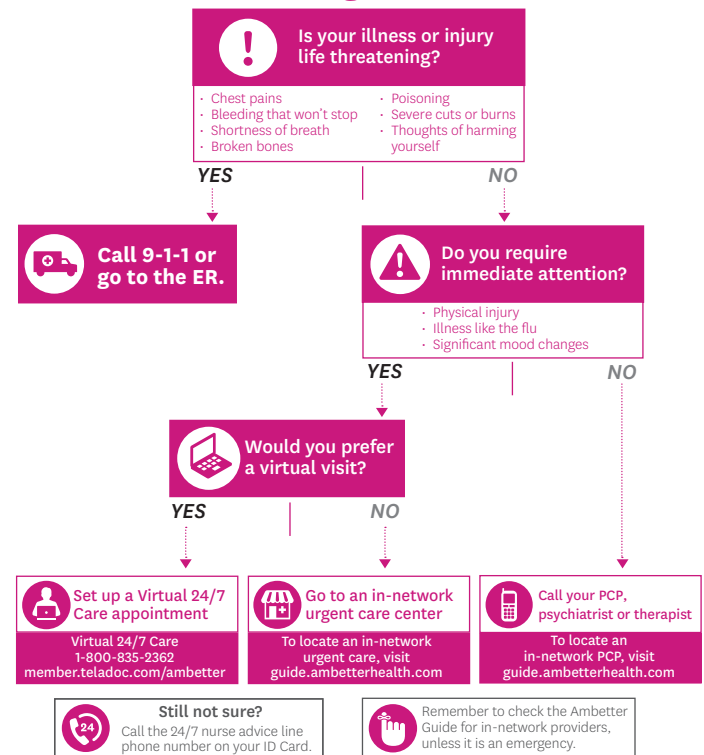 Is your illness or injury
life threatening?
· Chest pains
· Bleeding that won't stop
· Shortness of breath
· Broken bones
· Poisoning
· Severe cuts or burns
· Thoughts of harming
yourself
YES
NO
Call 9-1-1 or
go to the ER.
Do you require
immediate attention?
· Physical injury
· Illness like the flu
· Significant mood changes
YES
NO
Would you prefer
a virtual visit?
YES
NO
Set up a Virtual 24/7
Care appointment
Virtual 24/7 Care
1-800-835-2362
member.teladoc.com/ambetter
Go to an in-network
urgent care center
To locate an in-network
urgent care, visit
guide.ambetterhealth.com
Call your PCP,
psychiatrist or therapist
To locate an
in-network PCP, visit
guide.ambetterhealth.com
24
Still not sure?
Call the 24/7 nurse advice line
phone number on your ID Card.
Remember to check the Ambetter
Guide for in-network providers,
unless it is an emergency.